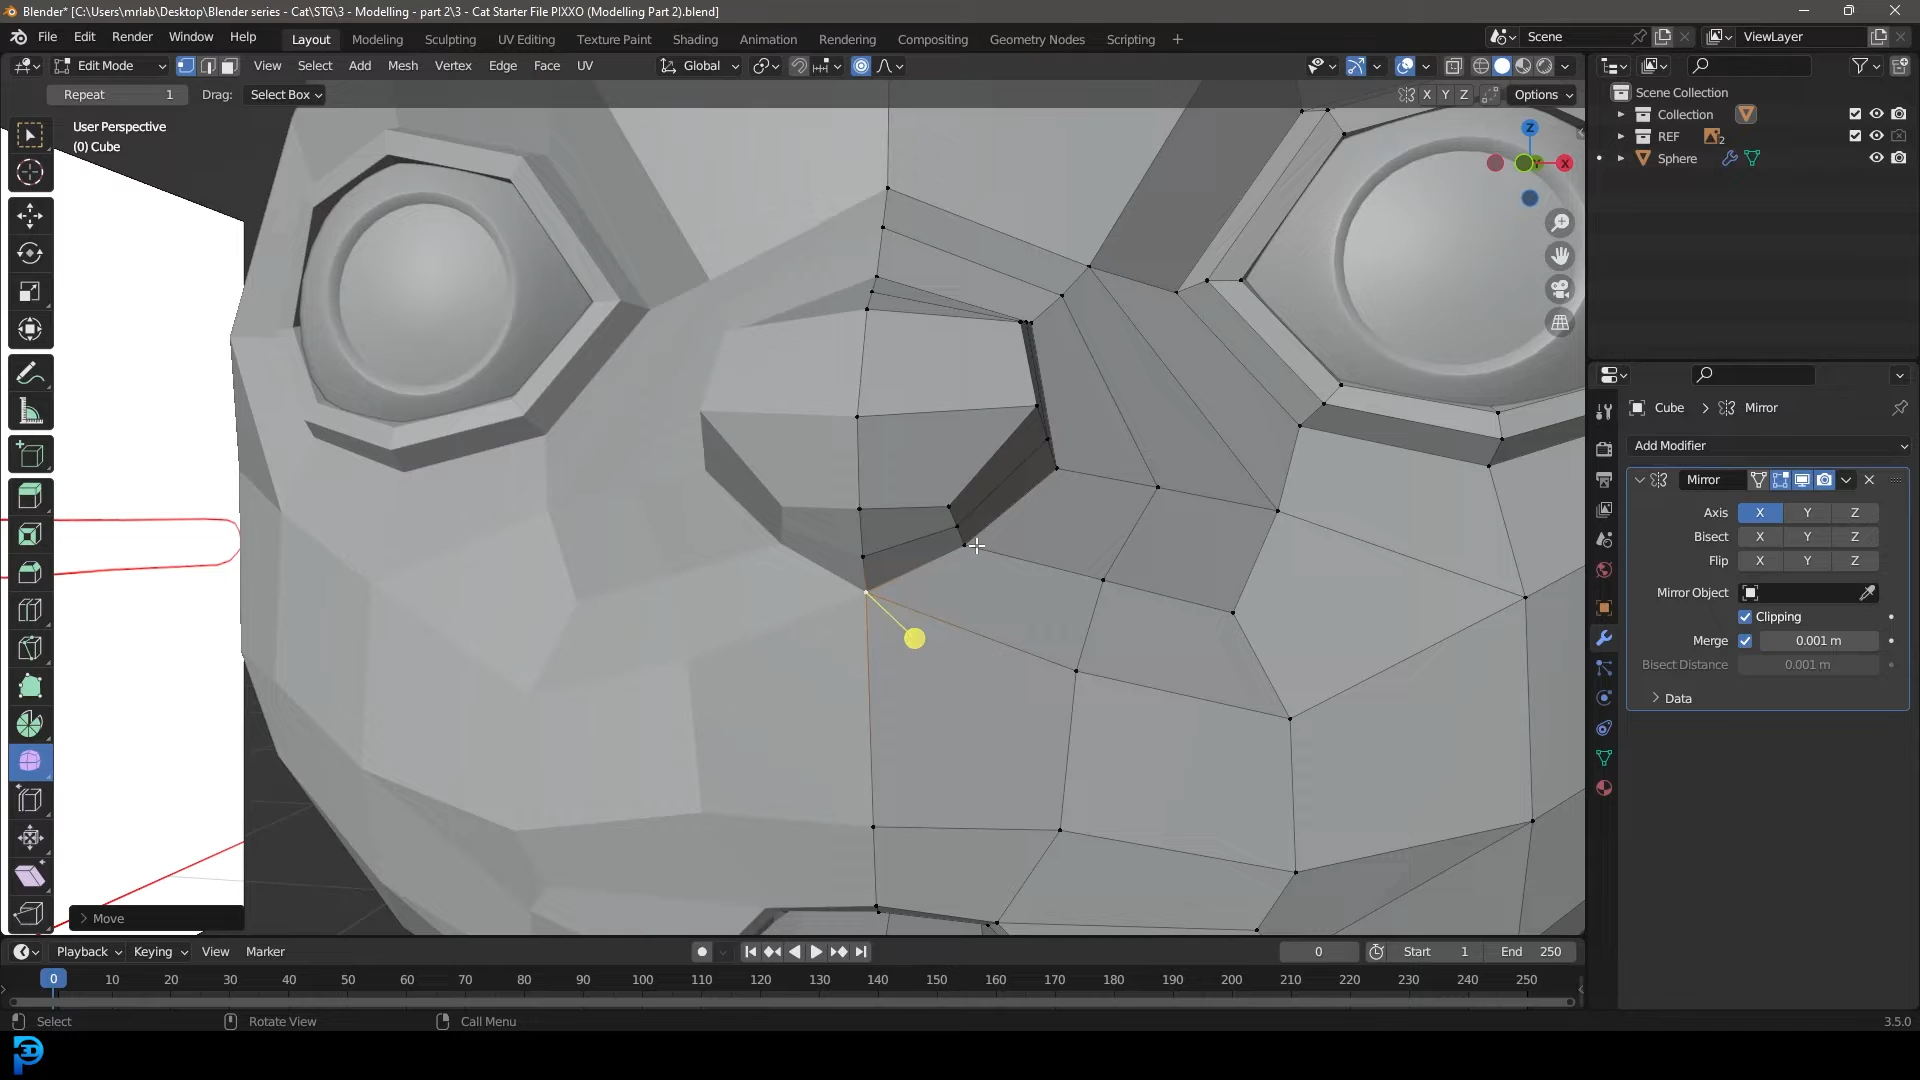 Blender* [C:\Users\mrlab\Desktop\Blender series - Cat\STG\3 - Modelling - part 2\3 - Cat Starter File PIXXO (Modelling Part 2).blend]
File Edit Render Window Help Layout Modeling Sculpting UV Editing Texture Paint Shading Animation Rendering Compositing Geometry Nodes Scripting + Scene ViewLayer
Edit Mode View Select Add Mesh Vertex Edge Face UV Global
Repeat 1 Drag: Select Box X Y Z Options
User Perspective
(0) Cube
Z
X
Scene Collection
Collection
REF 2
Sphere
Cube > Mirror
Add Modifier
Mirror
Axis X Y Z
Bisect X Y Z
Flip X Y Z
Mirror Object
Clipping
Merge 0.001 m
Bisect Distance 0.001 m
> Data
> Move
Playback Keying View Marker 0 Start 1 End 250
0 10 20 30 40 50 60 70 80 90 100 110 120 130 140 150 160 170 180 190 200 210 220 230 240 250
Select Rotate View Call Menu 3.5.0